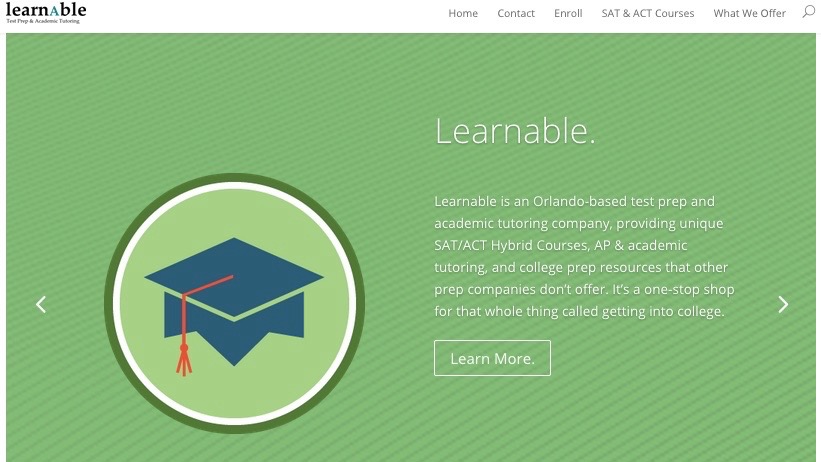 learnAble
Test Prep & Academic Tutoring
Home Contact Enroll SAT & ACT Courses What We Offer
Learnable.
Learnable is an Orlando-based test prep and
academic tutoring company, providing unique
SAT/ACT Hybrid Courses, AP & academic
tutoring, and college prep resources that other
prep companies don't offer. It's a one-stop shop
for that whole thing called getting into college.
Learn More.